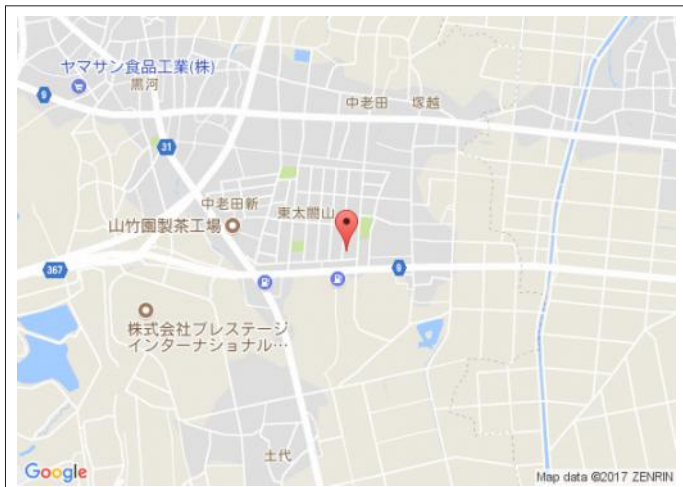 ヤマサン食品工業(株)
黒河
9
中老田
塚越
31
中老田新
東太閤山
山竹園製茶工場
367
9
株式会社プレステージ
インターナショナル…
土代
Google
Map data ©2017 ZENRIN